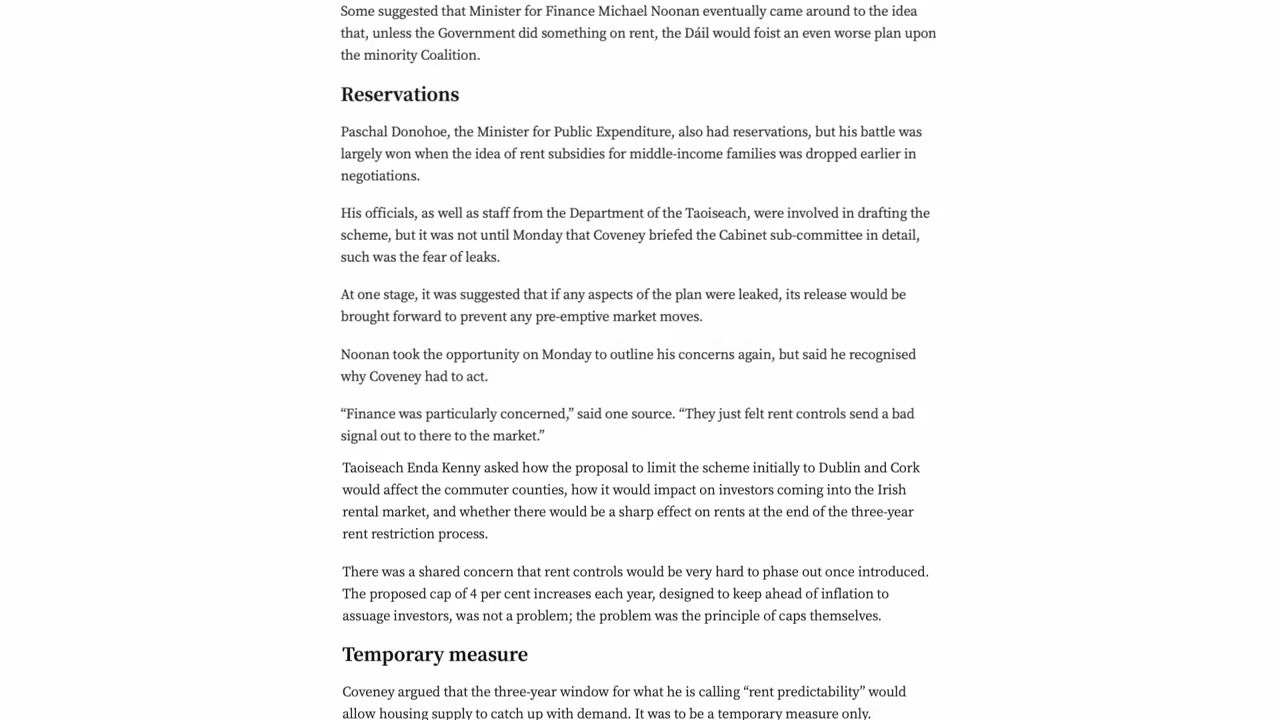 Some suggested that Minister for Finance Michael Noonan eventually came around to the idea
that, unless the Government did something on rent, the Dáil would foist an even worse plan upon
the minority Coalition.
Reservations
Paschal Donohoe, the Minister for Public Expenditure, also had reservations, but his battle was
largely won when the idea of rent subsidies for middle-income families was dropped earlier in
negotiations.
His officials, as well as staff from the Department of the Taoiseach, were involved in drafting the
scheme, but it was not until Monday that Coveney briefed the Cabinet sub-committee in detail,
such was the fear of leaks.
At one stage, it was suggested that if any aspects of the plan were leaked, its release would be
brought forward to prevent any pre-emptive market moves.
Noonan took the opportunity on Monday to outline his concerns again, but said he recognised
why Coveney had to act.
“Finance was particularly concerned,” said one source. “They just felt rent controls send a bad
signal out to there to the market.”
Taoiseach Enda Kenny asked how the proposal to limit the scheme initially to Dublin and Cork
would affect the commuter counties, how it would impact on investors coming into the Irish
rental market, and whether there would be a sharp effect on rents at the end of the three-year
rent restriction process.
There was a shared concern that rent controls would be very hard to phase out once introduced.
The proposed cap of 4 per cent increases each year, designed to keep ahead of inflation to
assuage investors, was not a problem; the problem was the principle of caps themselves.
Temporary measure
Coveney argued that the three-year window for what he is calling “rent predictability” would
allow housing supply to catch up with demand. It was to be a temporary measure only.